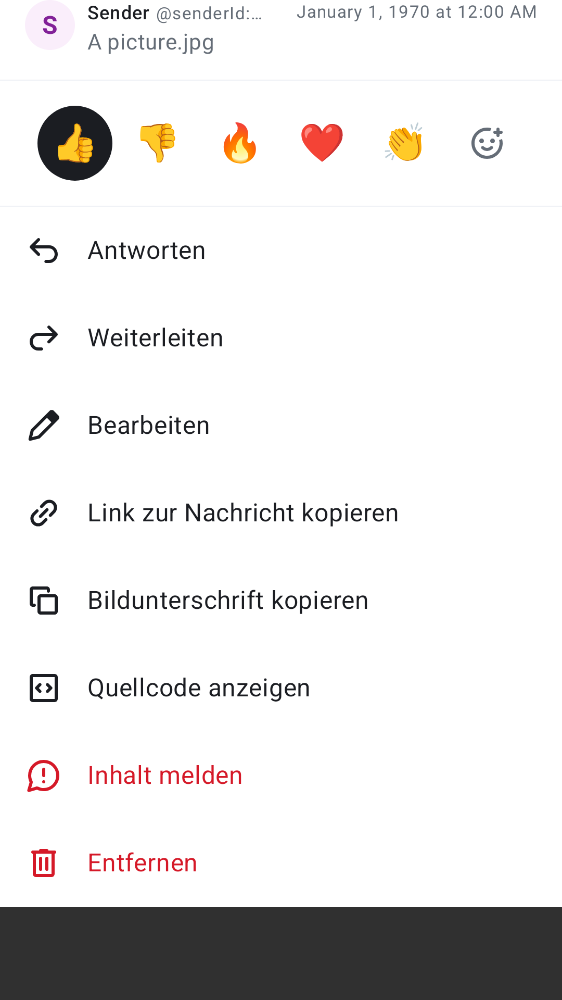 S
Sender @senderId:… January 1, 1970 at 12:00 AM
A picture.jpg
Antworten
Weiterleiten
Bearbeiten
Link zur Nachricht kopieren
Bildunterschrift kopieren
Quellcode anzeigen
Inhalt melden
Entfernen